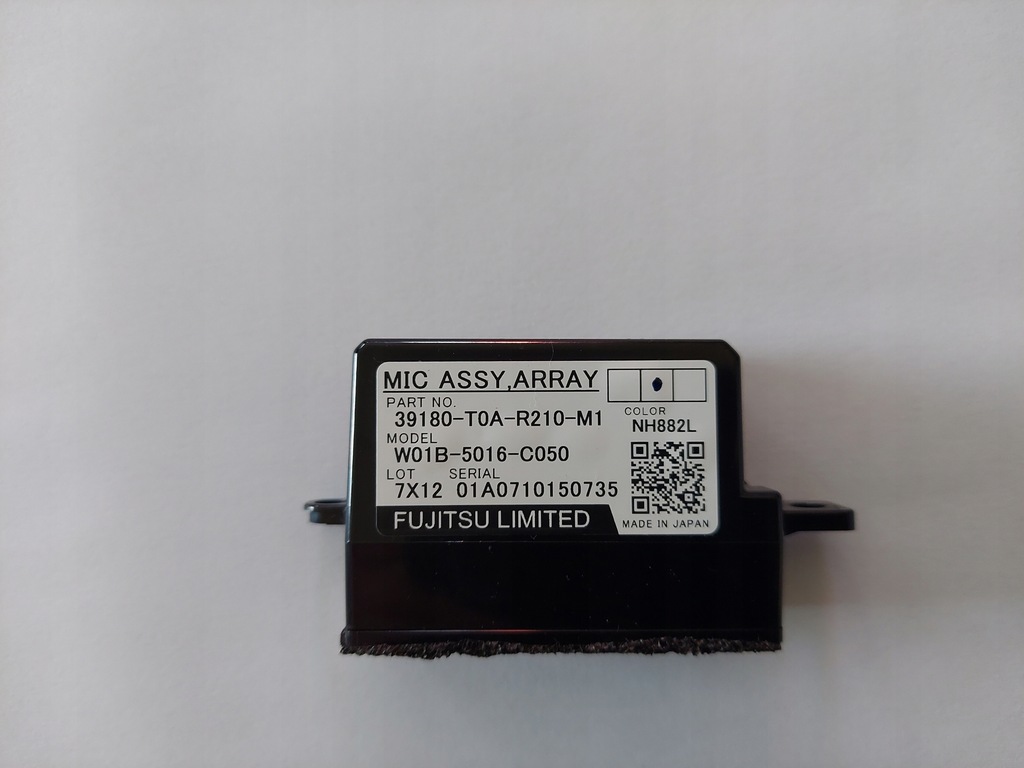 MIC ASSY,ARRAY
PART NO.
39180-T0A-R210-M1
COLOR
NH882L
MODEL
W01B-5016-C050
LOT SERIAL
7X12 01A0710150735
FUJITSU LIMITED
MADE IN JAPAN